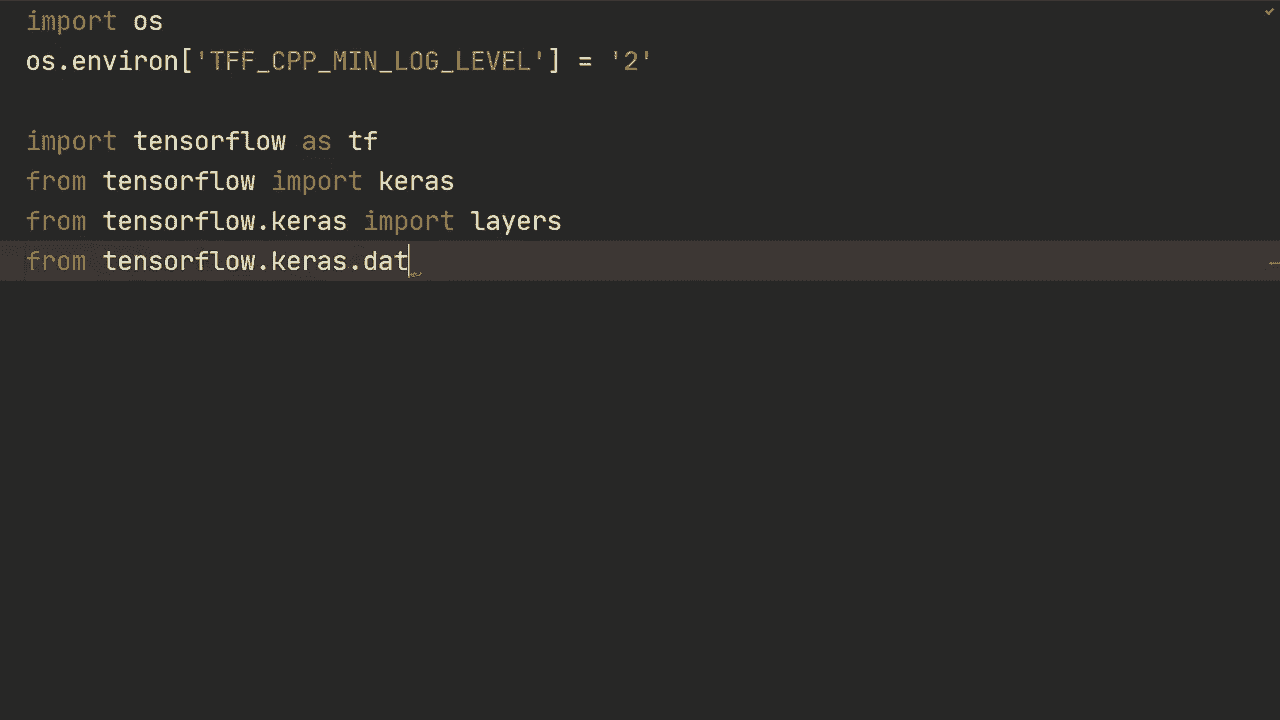 import os
os.environ['TFF_CPP_MIN_LOG_LEVEL'] = '2'
import tensorflow as tf
from tensorflow import keras
from tensorflow.keras import layers
from tensorflow.keras.dat